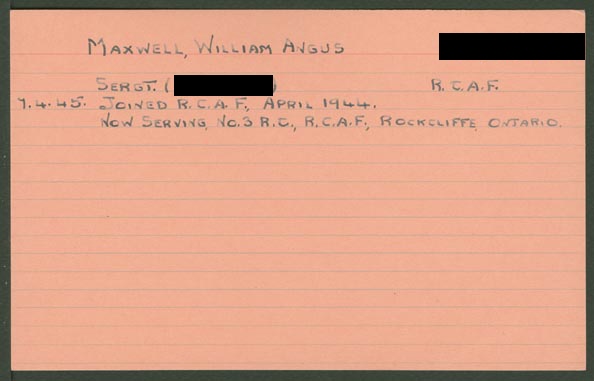 MAXWELL, WILLIAM ANGUS
SERGT. ( ) R.C.A.F.
7.4.45. JOINED R.C.A.F., APRIL 1944.
NOW SERVING, NO.3 R.D., R.C.A.F., ROCKCLIFFE, ONTARIO.